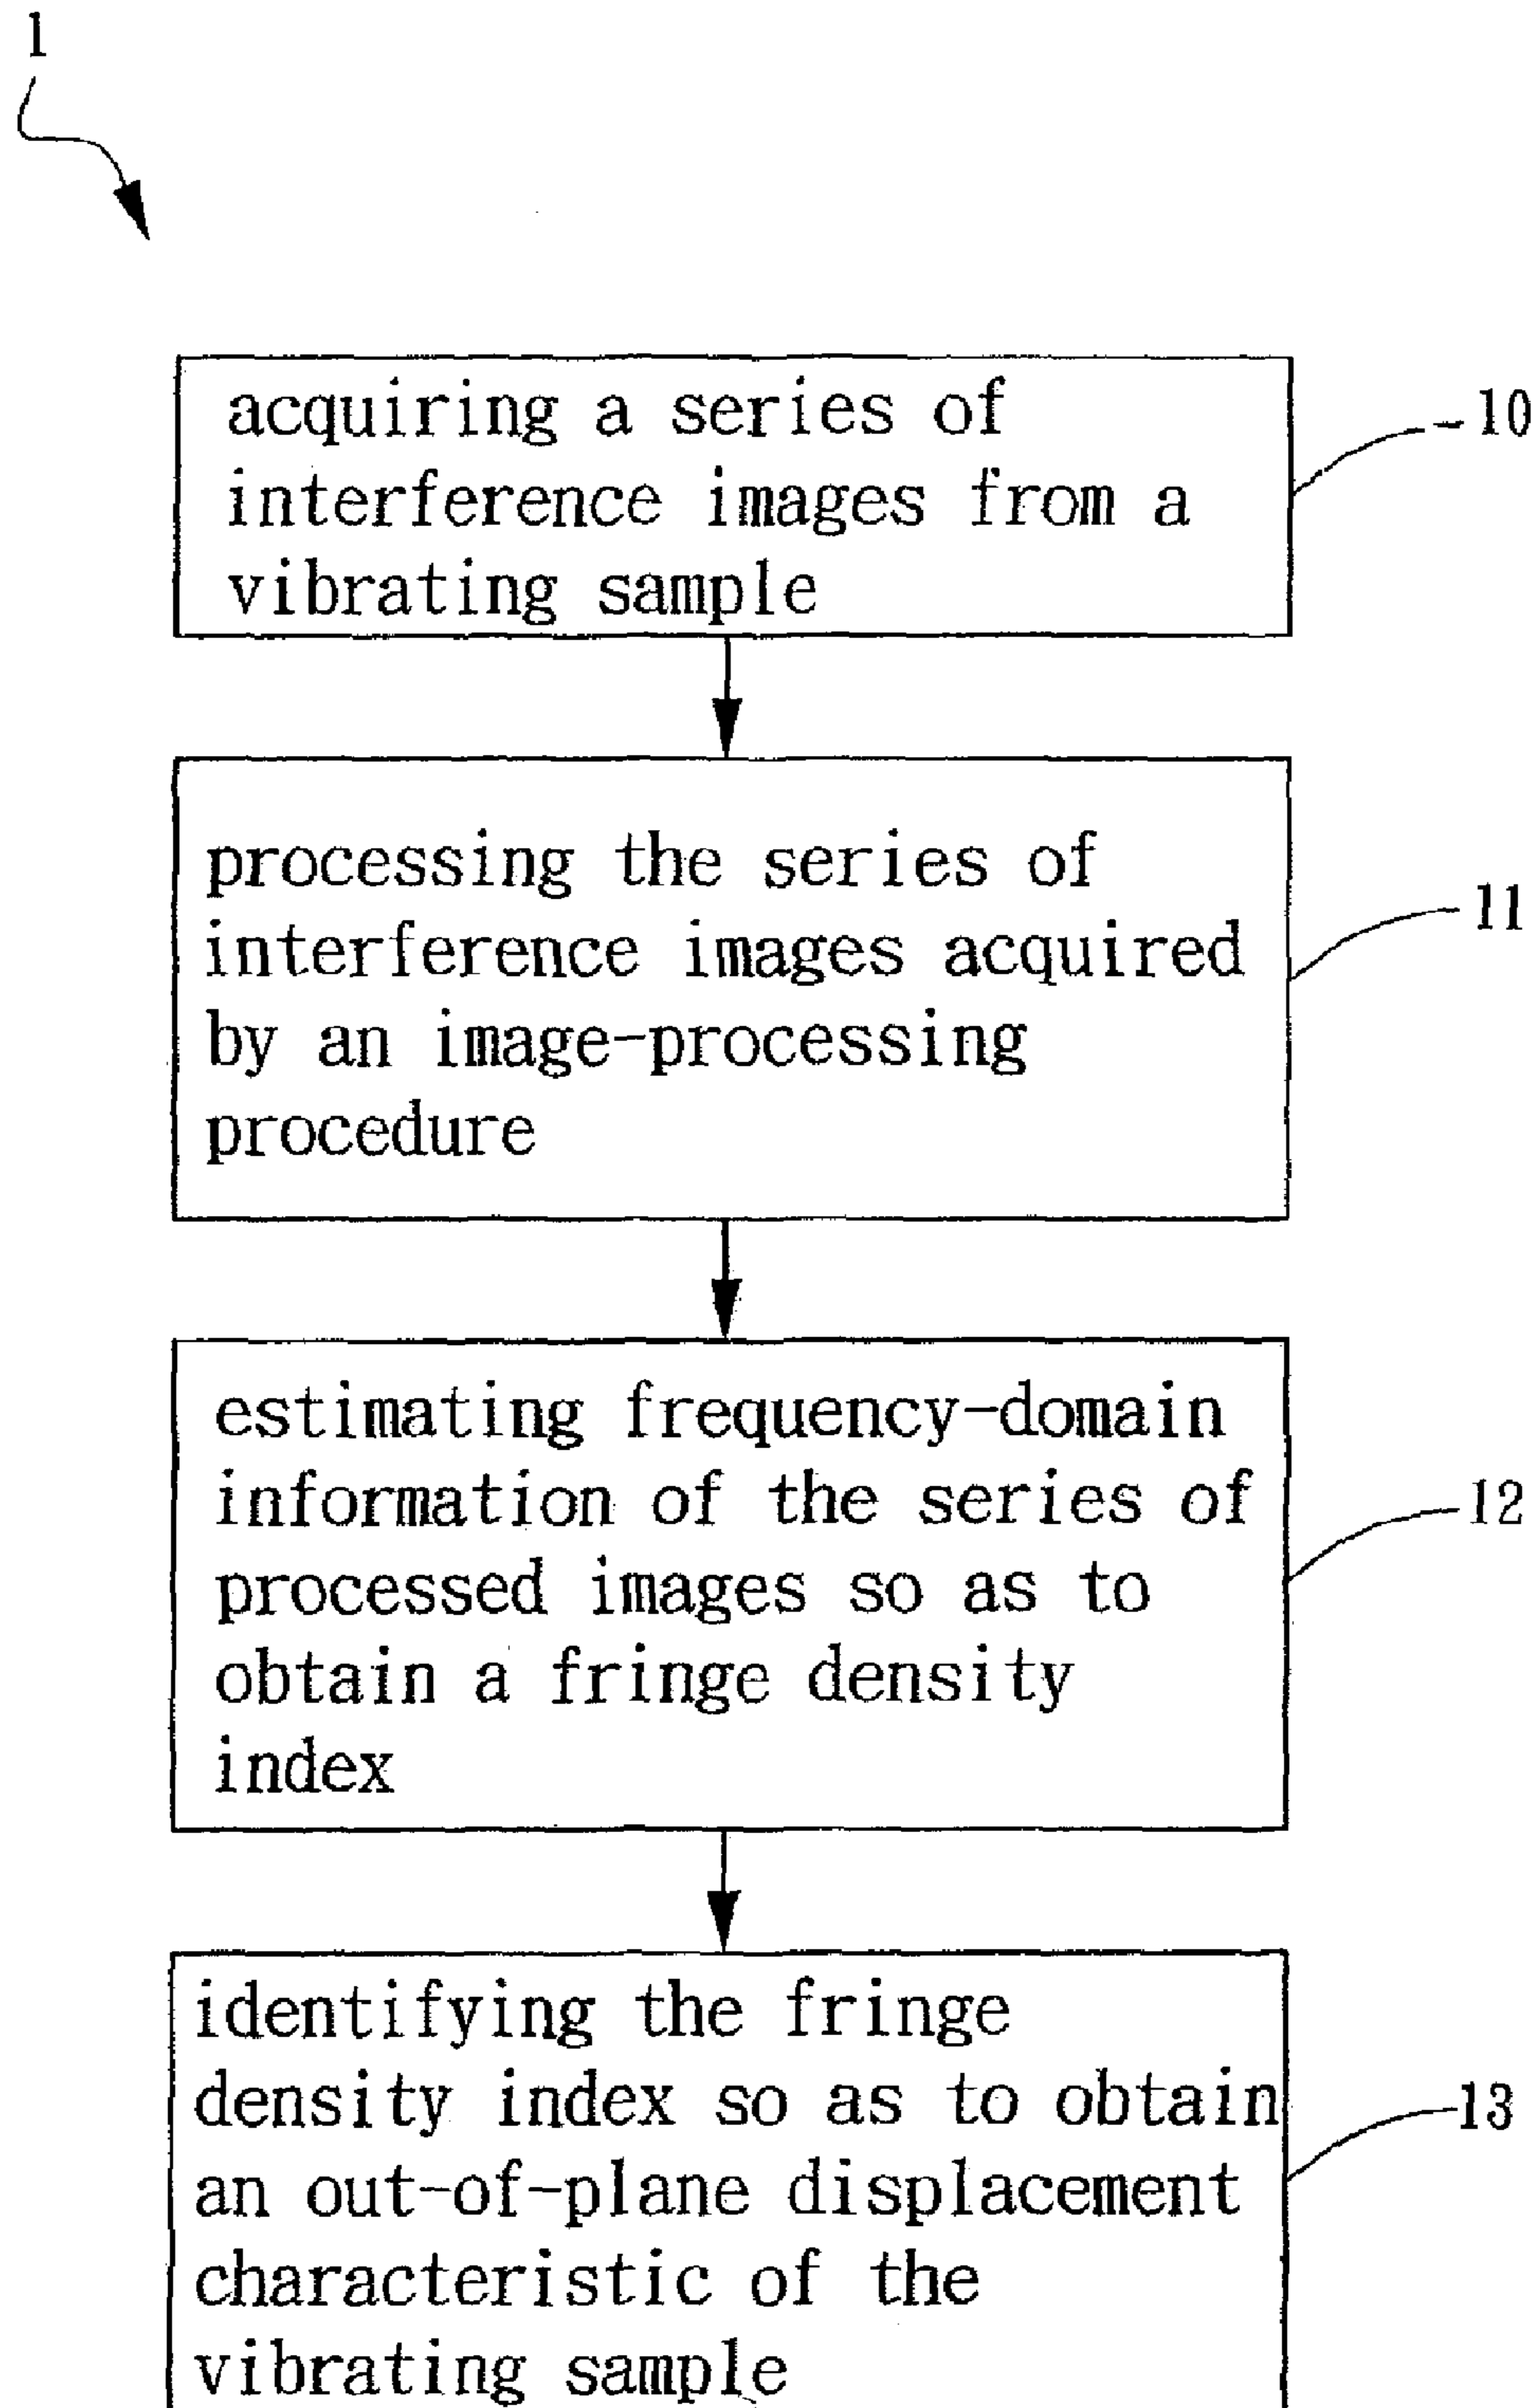 1
acquiring a series of
interference images from a
vibrating sample
10
processing the series of
interference images acquired
by an image-processing
procedure
11
estimating frequency-domain
information of the series of
processed images so as to
obtain a fringe density
index
12
identifying the fringe
density index so as to obtain
an out-of-plane displacement
characteristic of the
vibrating sample
13